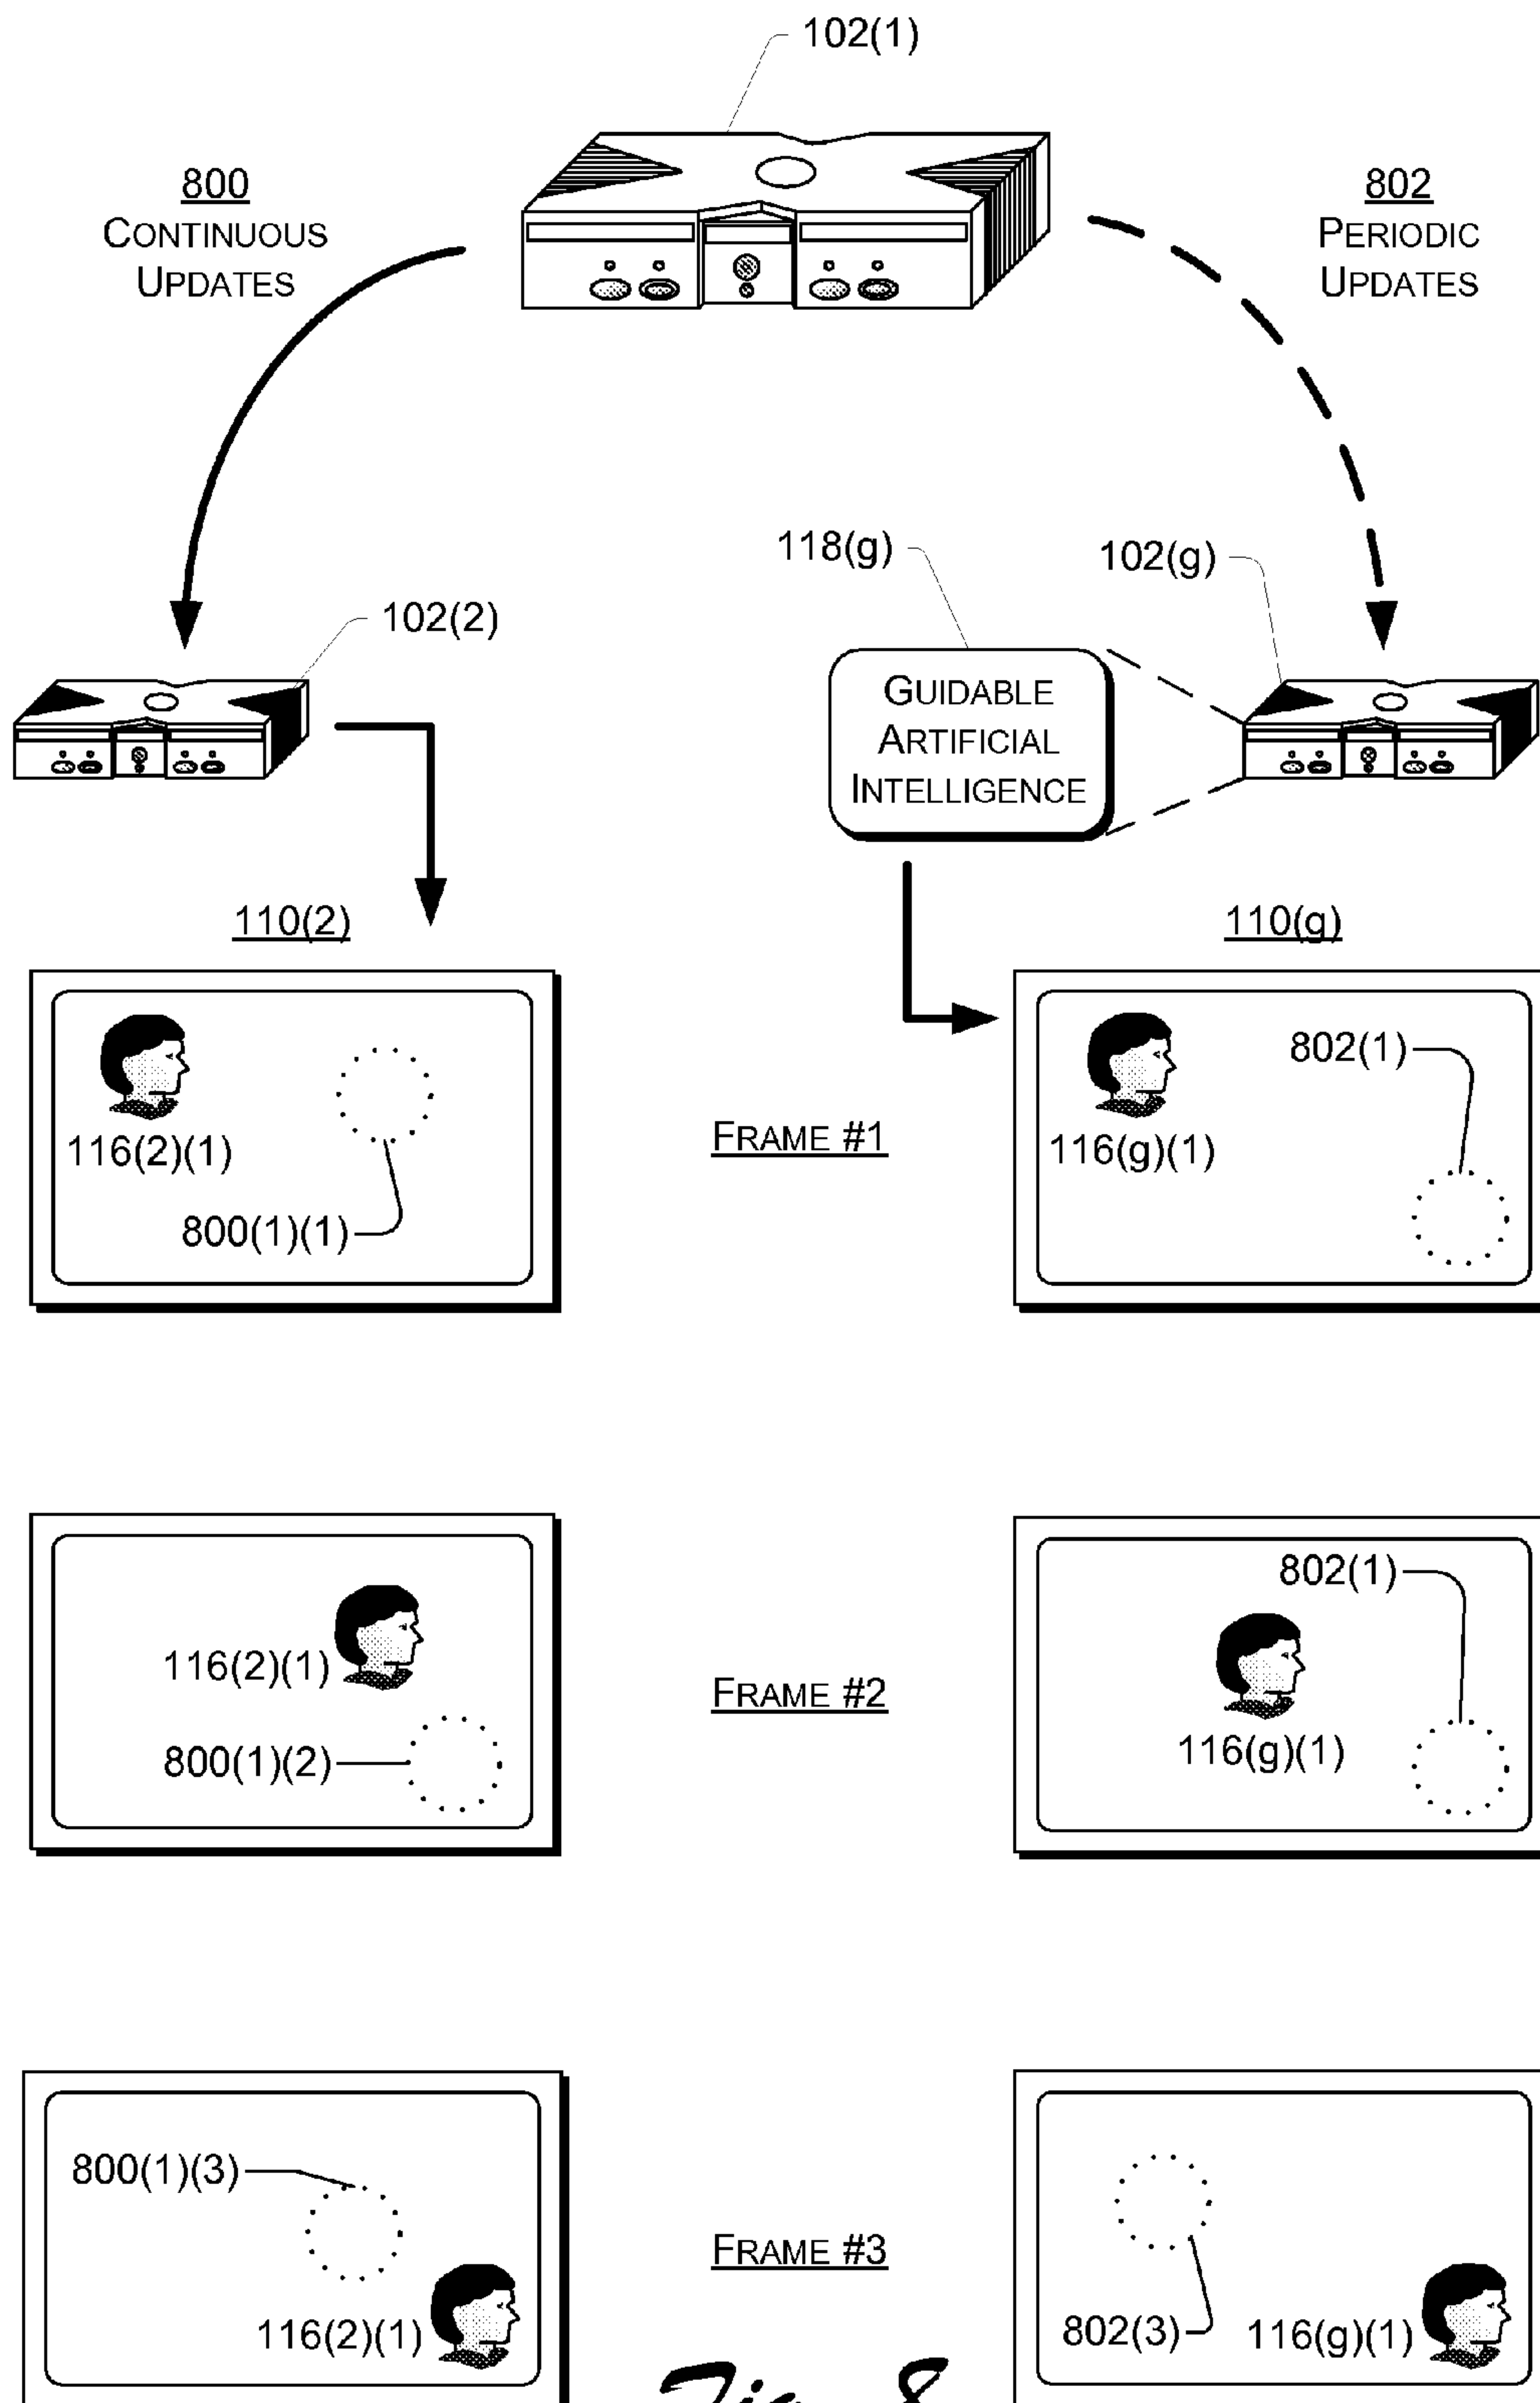 102(1)
800
CONTINUOUS
UPDATES
802
PERIODIC
UPDATES
118(g)
102(g)
102(2)
GUIDABLE
ARTIFICIAL
INTELLIGENCE
110(2)
110(g)
116(2)(1)
800(1)(1)
FRAME #1
802(1)
116(g)(1)
116(2)(1)
800(1)(2)
FRAME #2
802(1)
116(g)(1)
800(1)(3)
116(2)(1)
FRAME #3
802(3)
116(g)(1)
Fig. 8